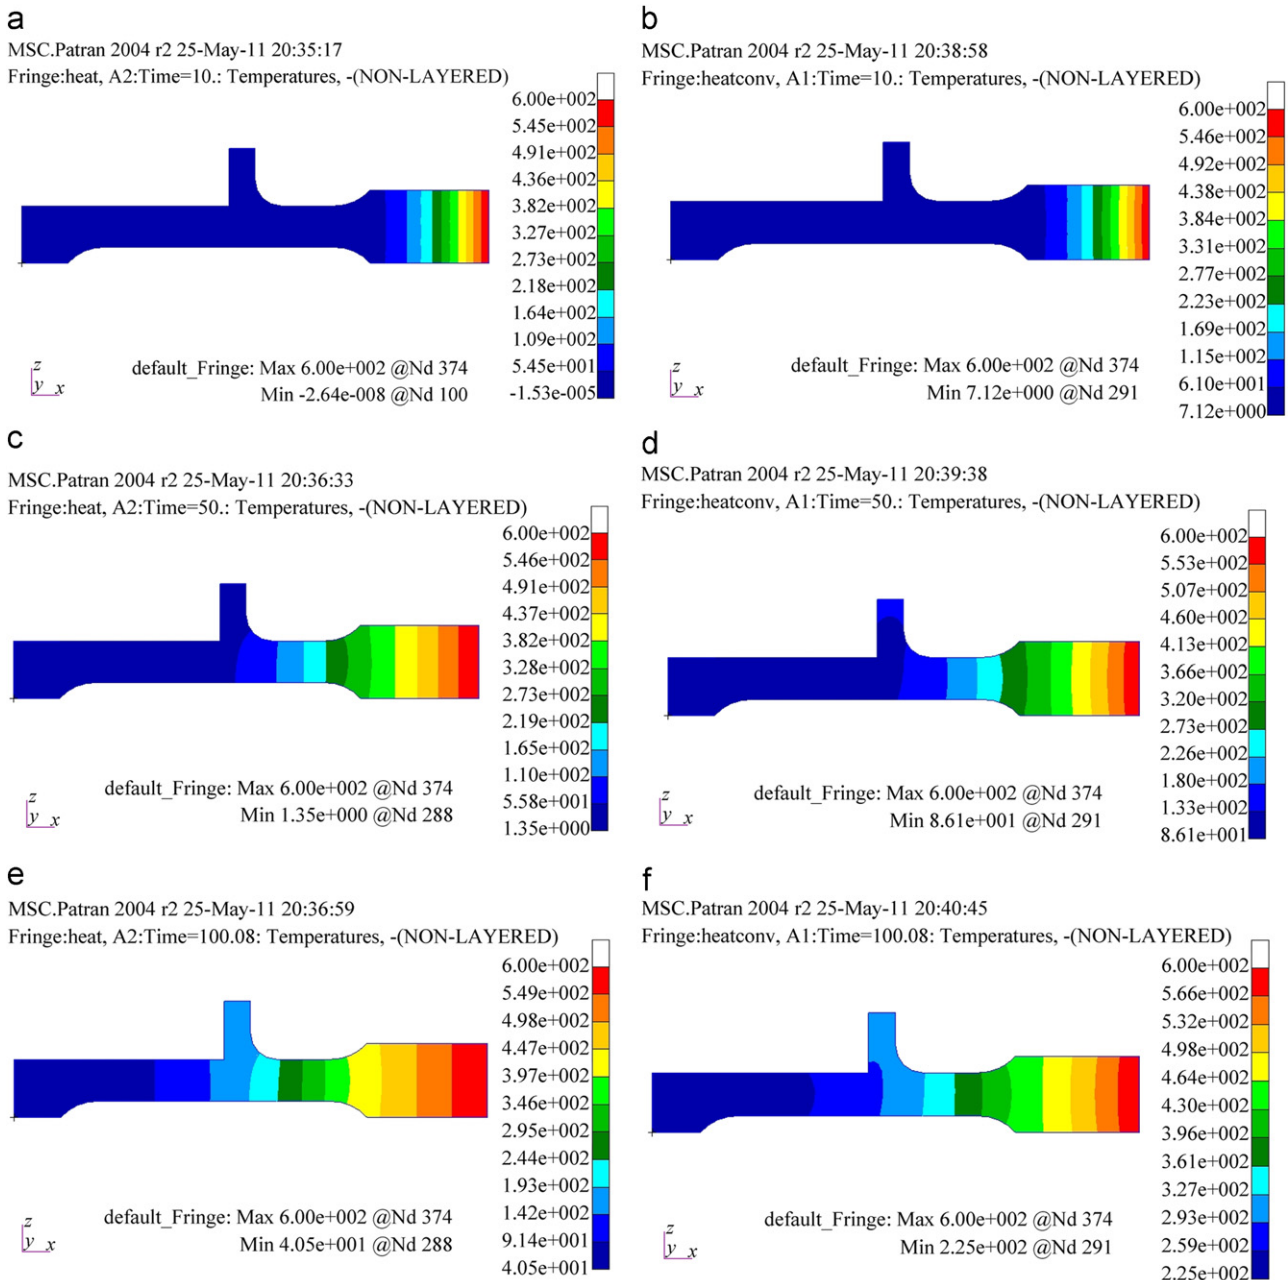 a
MSC.Patran 2004 r2 25-May-11 20:35:17
Fringe:heat, A2:Time=10.: Temperatures, -(NON-LAYERED)
6.00e+002
5.45e+002
4.91e+002
4.36e+002
3.82e+002
3.27e+002
2.73e+002
2.18e+002
1.64e+002
1.09e+002
5.45e+001
-1.53e-005
default_Fringe: Max 6.00e+002 @Nd 374
Min -2.64e-008 @Nd 100
z
y x
b
MSC.Patran 2004 r2 25-May-11 20:38:58
Fringe:heatconv, A1:Time=10.: Temperatures, -(NON-LAYERED)
6.00e+002
5.46e+002
4.92e+002
4.38e+002
3.84e+002
3.31e+002
2.77e+002
2.23e+002
1.69e+002
1.15e+002
6.10e+001
7.12e+000
default_Fringe: Max 6.00e+002 @Nd 374
Min 7.12e+000 @Nd 291
z
y x
c
MSC.Patran 2004 r2 25-May-11 20:36:33
Fringe:heat, A2:Time=50.: Temperatures, -(NON-LAYERED)
6.00e+002
5.46e+002
4.91e+002
4.37e+002
3.82e+002
3.28e+002
2.73e+002
2.19e+002
1.65e+002
1.10e+002
5.58e+001
1.35e+000
default_Fringe: Max 6.00e+002 @Nd 374
Min 1.35e+000 @Nd 288
z
y x
d
MSC.Patran 2004 r2 25-May-11 20:39:38
Fringe:heatconv, A1:Time=50.: Temperatures, -(NON-LAYERED)
6.00e+002
5.53e+002
5.07e+002
4.60e+002
4.13e+002
3.66e+002
3.20e+002
2.73e+002
2.26e+002
1.80e+002
1.33e+002
8.61e+001
default_Fringe: Max 6.00e+002 @Nd 374
Min 8.61e+001 @Nd 291
z
y x
e
MSC.Patran 2004 r2 25-May-11 20:36:59
Fringe:heat, A2:Time=100.08: Temperatures, -(NON-LAYERED)
6.00e+002
5.49e+002
4.98e+002
4.47e+002
3.97e+002
3.46e+002
2.95e+002
2.44e+002
1.93e+002
1.42e+002
9.14e+001
4.05e+001
default_Fringe: Max 6.00e+002 @Nd 374
Min 4.05e+001 @Nd 288
z
y x
f
MSC.Patran 2004 r2 25-May-11 20:40:45
Fringe:heatconv, A1:Time=100.08: Temperatures, -(NON-LAYERED)
6.00e+002
5.66e+002
5.32e+002
4.98e+002
4.64e+002
4.30e+002
3.96e+002
3.61e+002
3.27e+002
2.93e+002
2.59e+002
2.25e+002
default_Fringe: Max 6.00e+002 @Nd 374
Min 2.25e+002 @Nd 291
z
y x